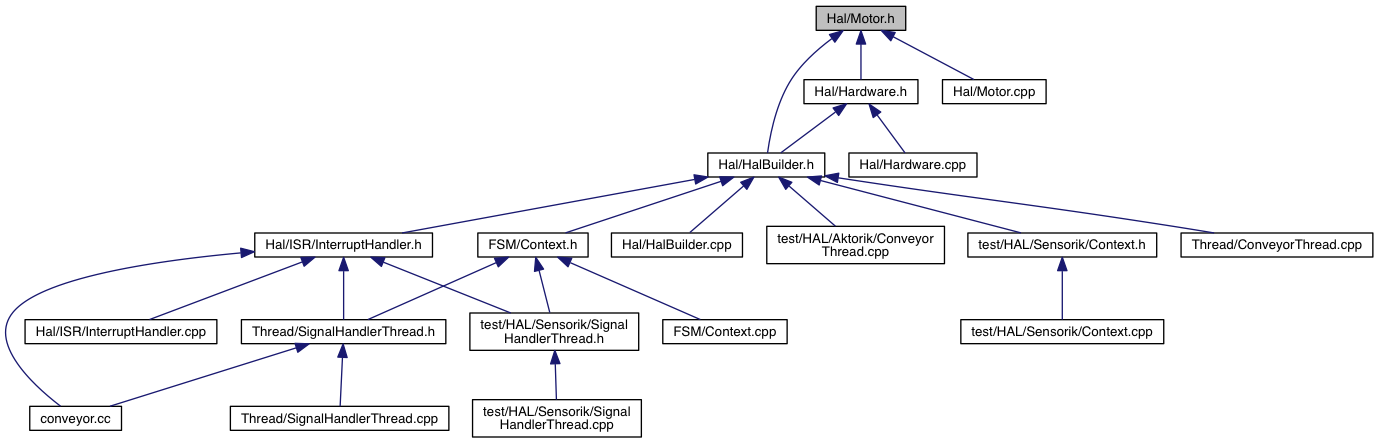 Hal/Motor.h
Hal/Hardware.h
Hal/Motor.cpp
Hal/HalBuilder.h
Hal/Hardware.cpp
Hal/ISR/InterruptHandler.h
FSM/Context.h
Hal/HalBuilder.cpp
test/HAL/Aktorik/Conveyor
Thread.cpp
test/HAL/Sensorik/Context.h
Thread/ConveyorThread.cpp
Hal/ISR/InterruptHandler.cpp
Thread/SignalHandlerThread.h
test/HAL/Sensorik/Signal
HandlerThread.h
FSM/Context.cpp
test/HAL/Sensorik/Context.cpp
conveyor.cc
Thread/SignalHandlerThread.cpp
test/HAL/Sensorik/Signal
HandlerThread.cpp